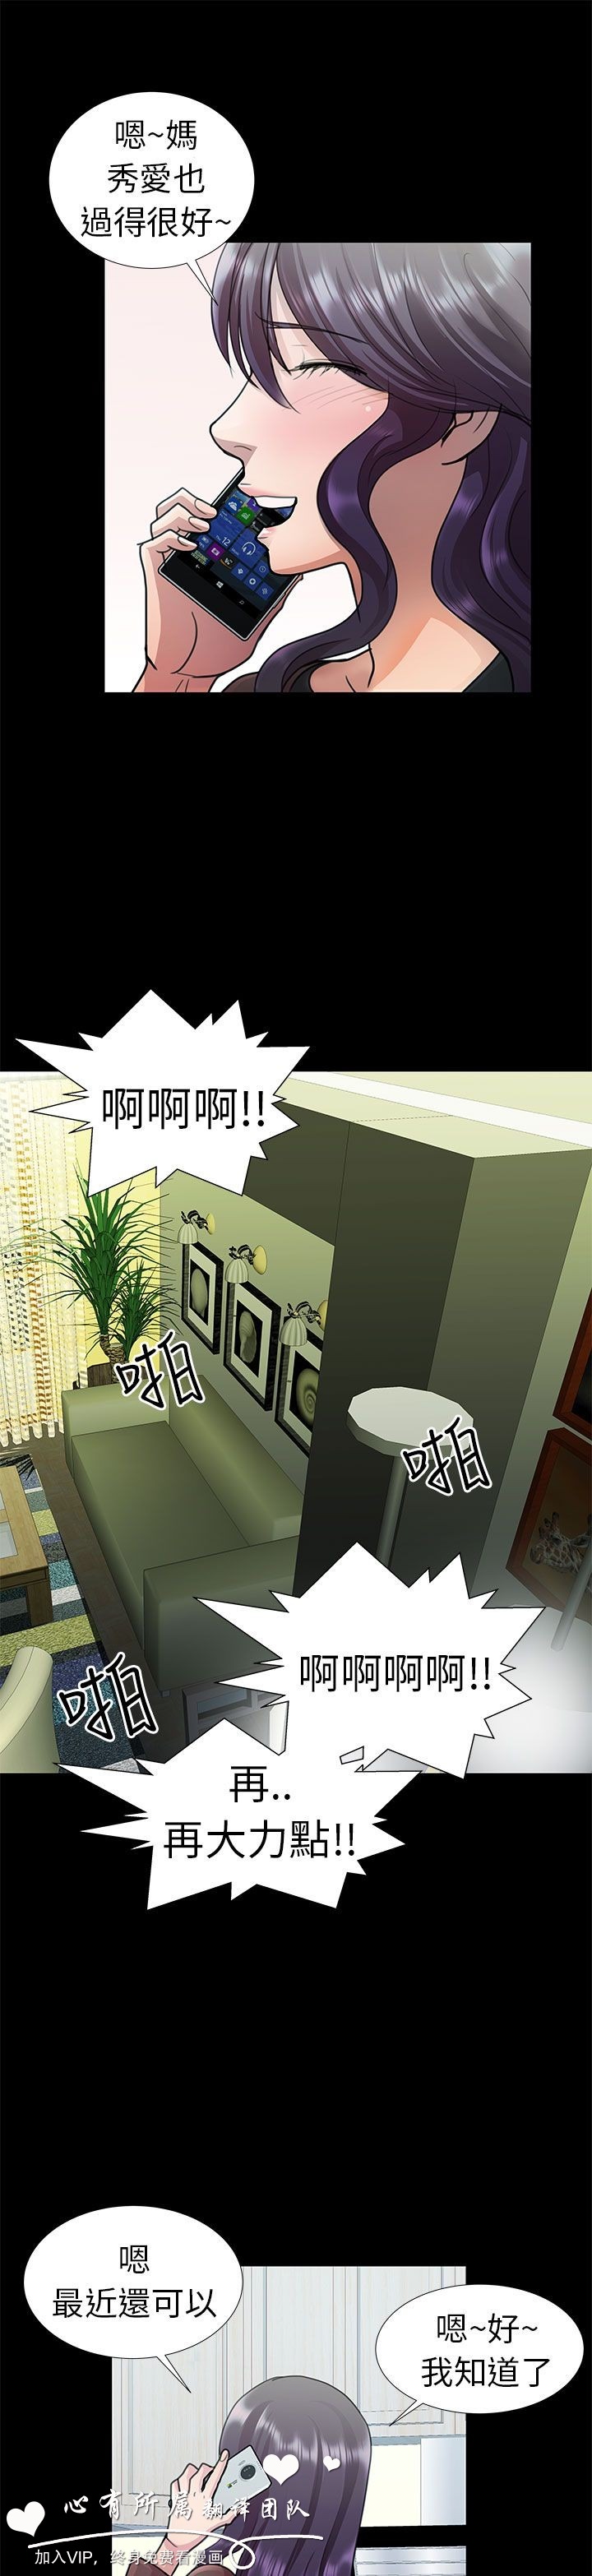 嗯~媽
秀愛也
過得很好~
啊啊啊!!
啪
啪
啊啊啊啊!!
啪
再..
再大力點!!
嗯
最近還可以
嗯~好~
我知道了
心有所属翻译团队
加入VIP，终身免费看漫画